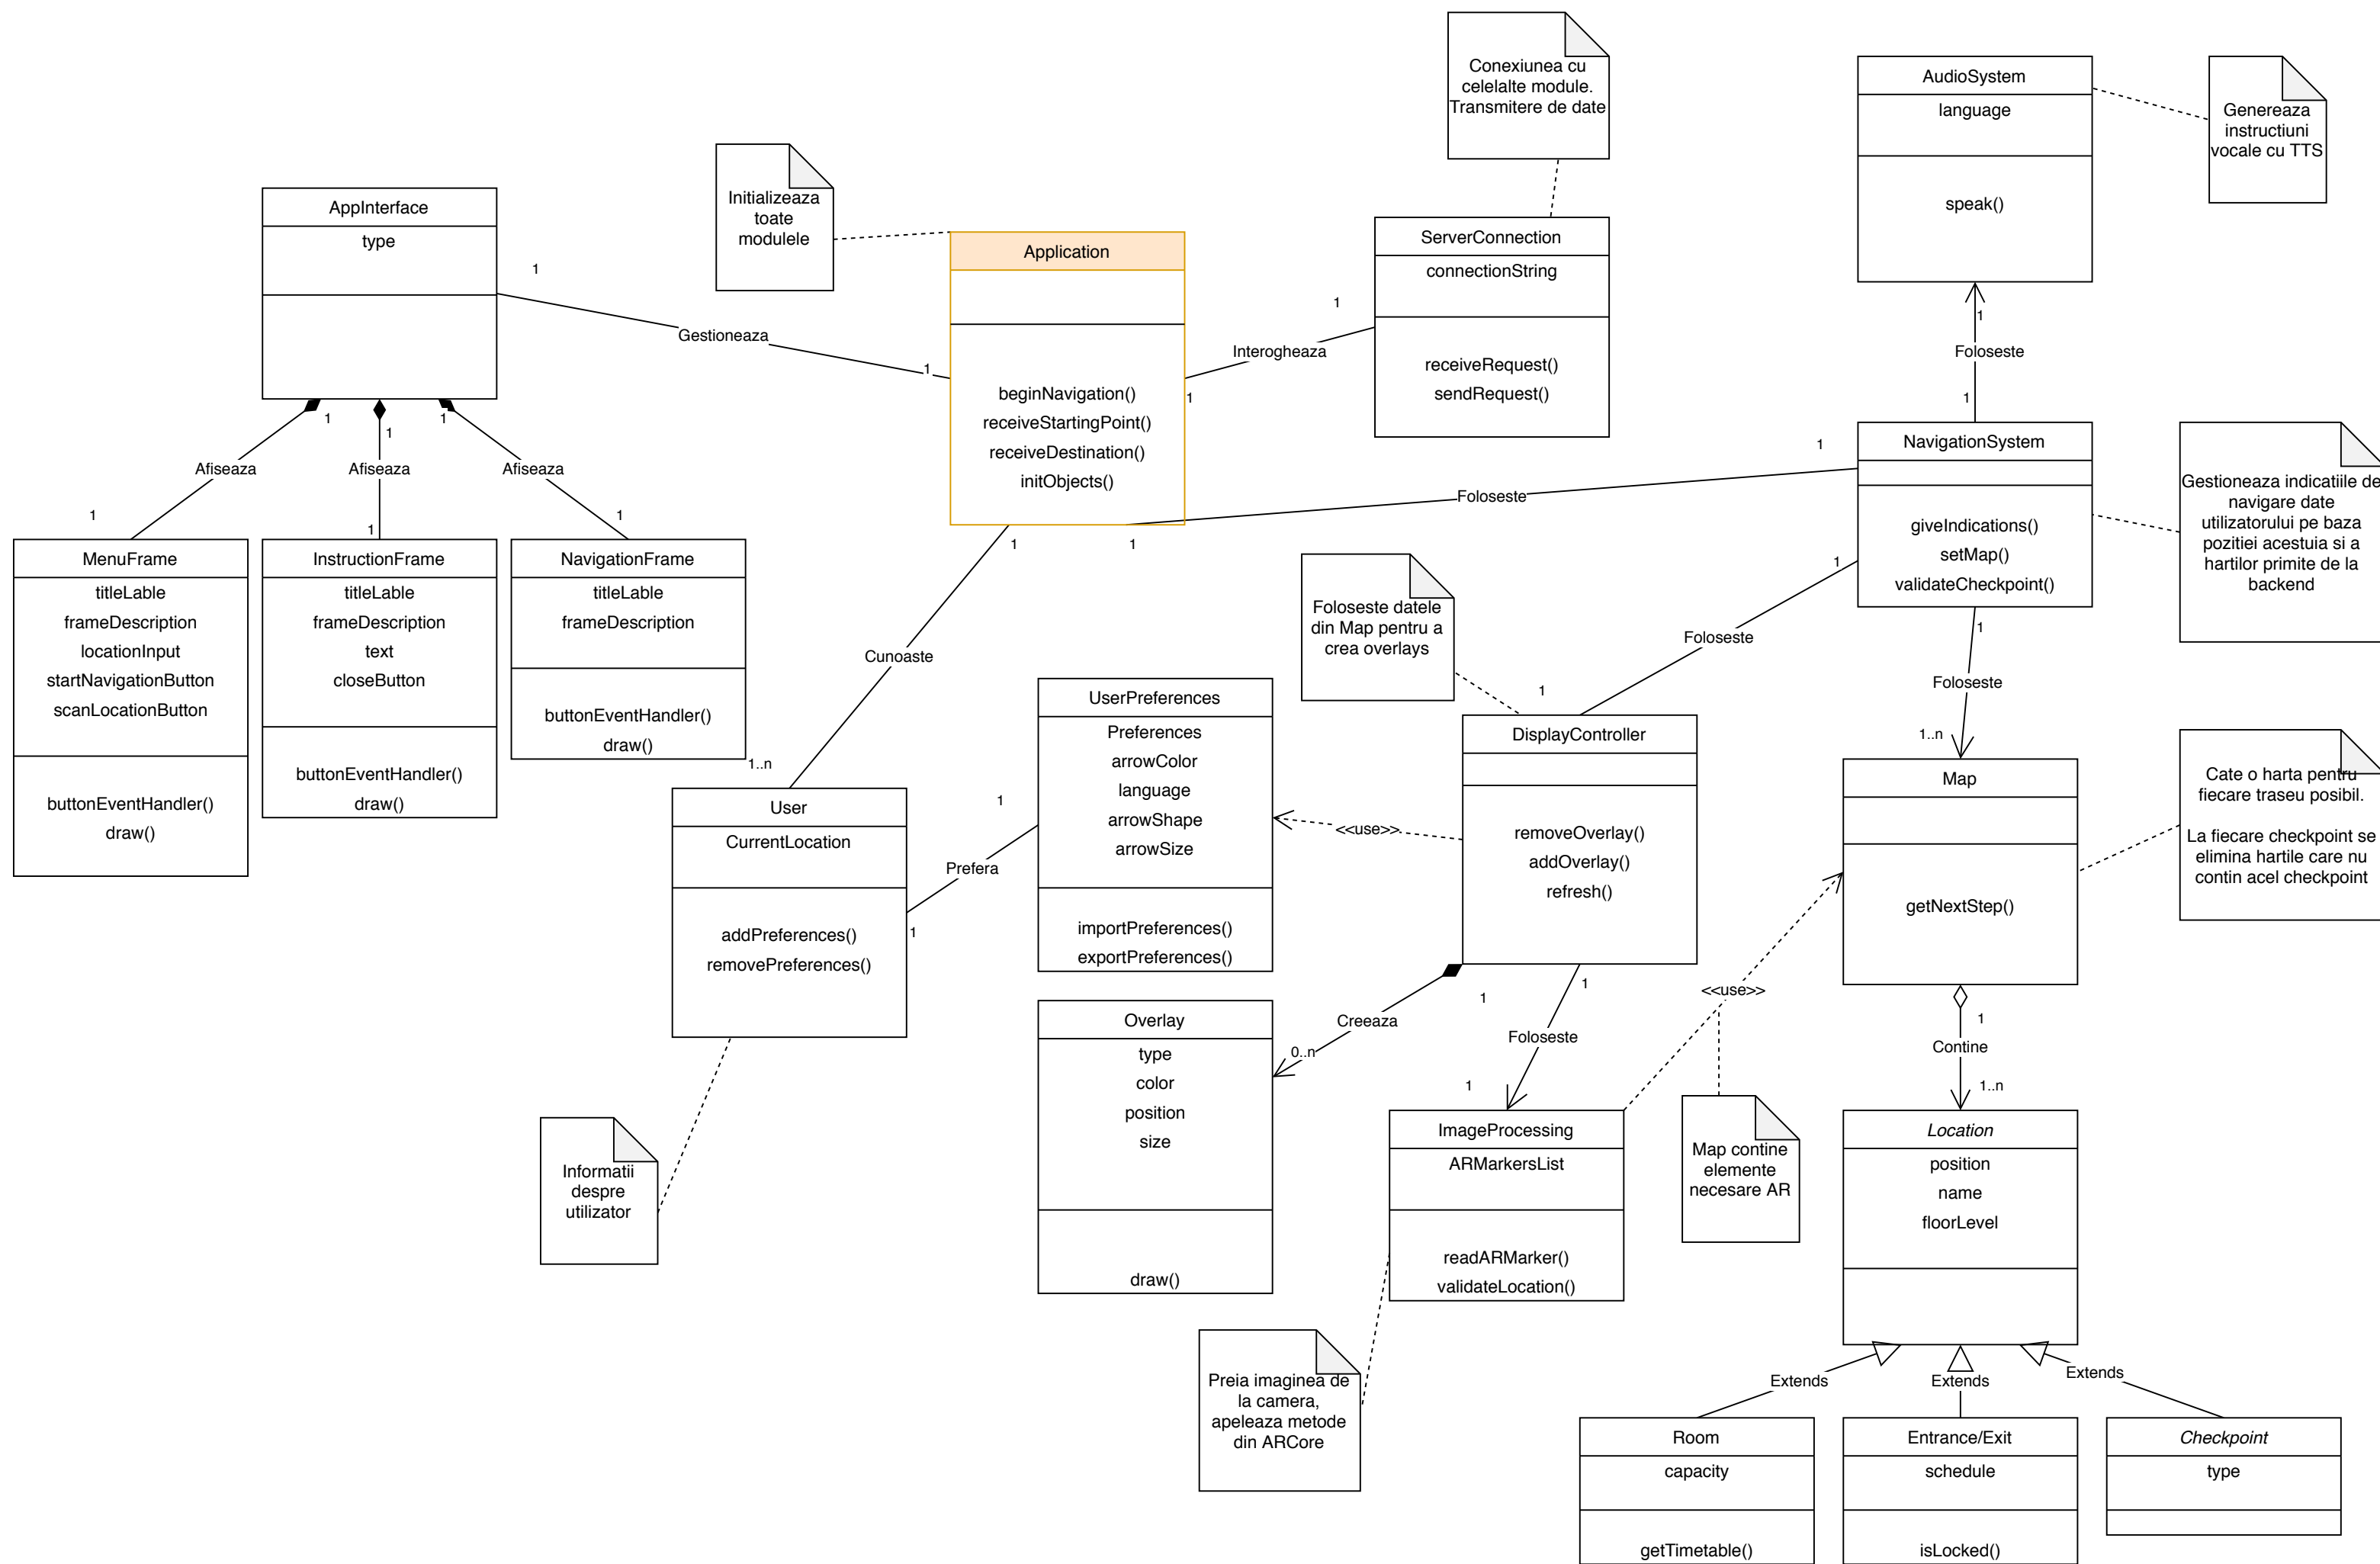 Conexiunea cu
celelalte module.
Transmitere de date
AudioSystem
language
speak()
Genereaza
instructiuni
vocale cu TTS
Initializeaza
toate
modulele
AppInterface
type
Application
beginNavigation()
receiveStartingPoint()
receiveDestination()
initObjects()
ServerConnection
connectionString
receiveRequest()
sendRequest()
1
Gestioneaza
1
1
Interogheaza
1
1
Foloseste
1
NavigationSystem
giveIndications()
setMap()
validateCheckpoint()
Gestioneaza indicatiile de
navigare date
utilizatorului pe baza
pozitiei acestuia si a
hartilor primite de la
backend
1
Foloseste
1
1
1
1
Afiseaza
Afiseaza
Afiseaza
1
1
1
MenuFrame
titleLable
frameDescription
locationInput
startNavigationButton
scanLocationButton
buttonEventHandler()
draw()
InstructionFrame
titleLable
frameDescription
text
closeButton
buttonEventHandler()
draw()
NavigationFrame
titleLable
frameDescription
buttonEventHandler()
draw()
1
Cunoaste
1..n
User
CurrentLocation
addPreferences()
removePreferences()
1
Prefera
1
UserPreferences
Preferences
arrowColor
language
arrowShape
arrowSize
importPreferences()
exportPreferences()
Foloseste datele
din Map pentru a
crea overlays
1
Foloseste
1
DisplayController
removeOverlay()
addOverlay()
refresh()
<<use>>
1
Foloseste
1..n
Map
getNextStep()
Cate o harta pentru
fiecare traseu posibil.
La fiecare checkpoint se
elimina hartile care nu
contin acel checkpoint
<<use>>
Map contine
elemente
necesare AR
1
Creeaza
0..n
Overlay
type
color
position
size
draw()
1
Foloseste
1
ImageProcessing
ARMarkersList
readARMarker()
validateLocation()
1
Contine
1..n
Location
position
name
floorLevel
Informatii
despre
utilizator
Preia imaginea de
la camera,
apeleaza metode
din ARCore
Extends
Extends
Extends
Room
capacity
getTimetable()
Entrance/Exit
schedule
isLocked()
Checkpoint
type